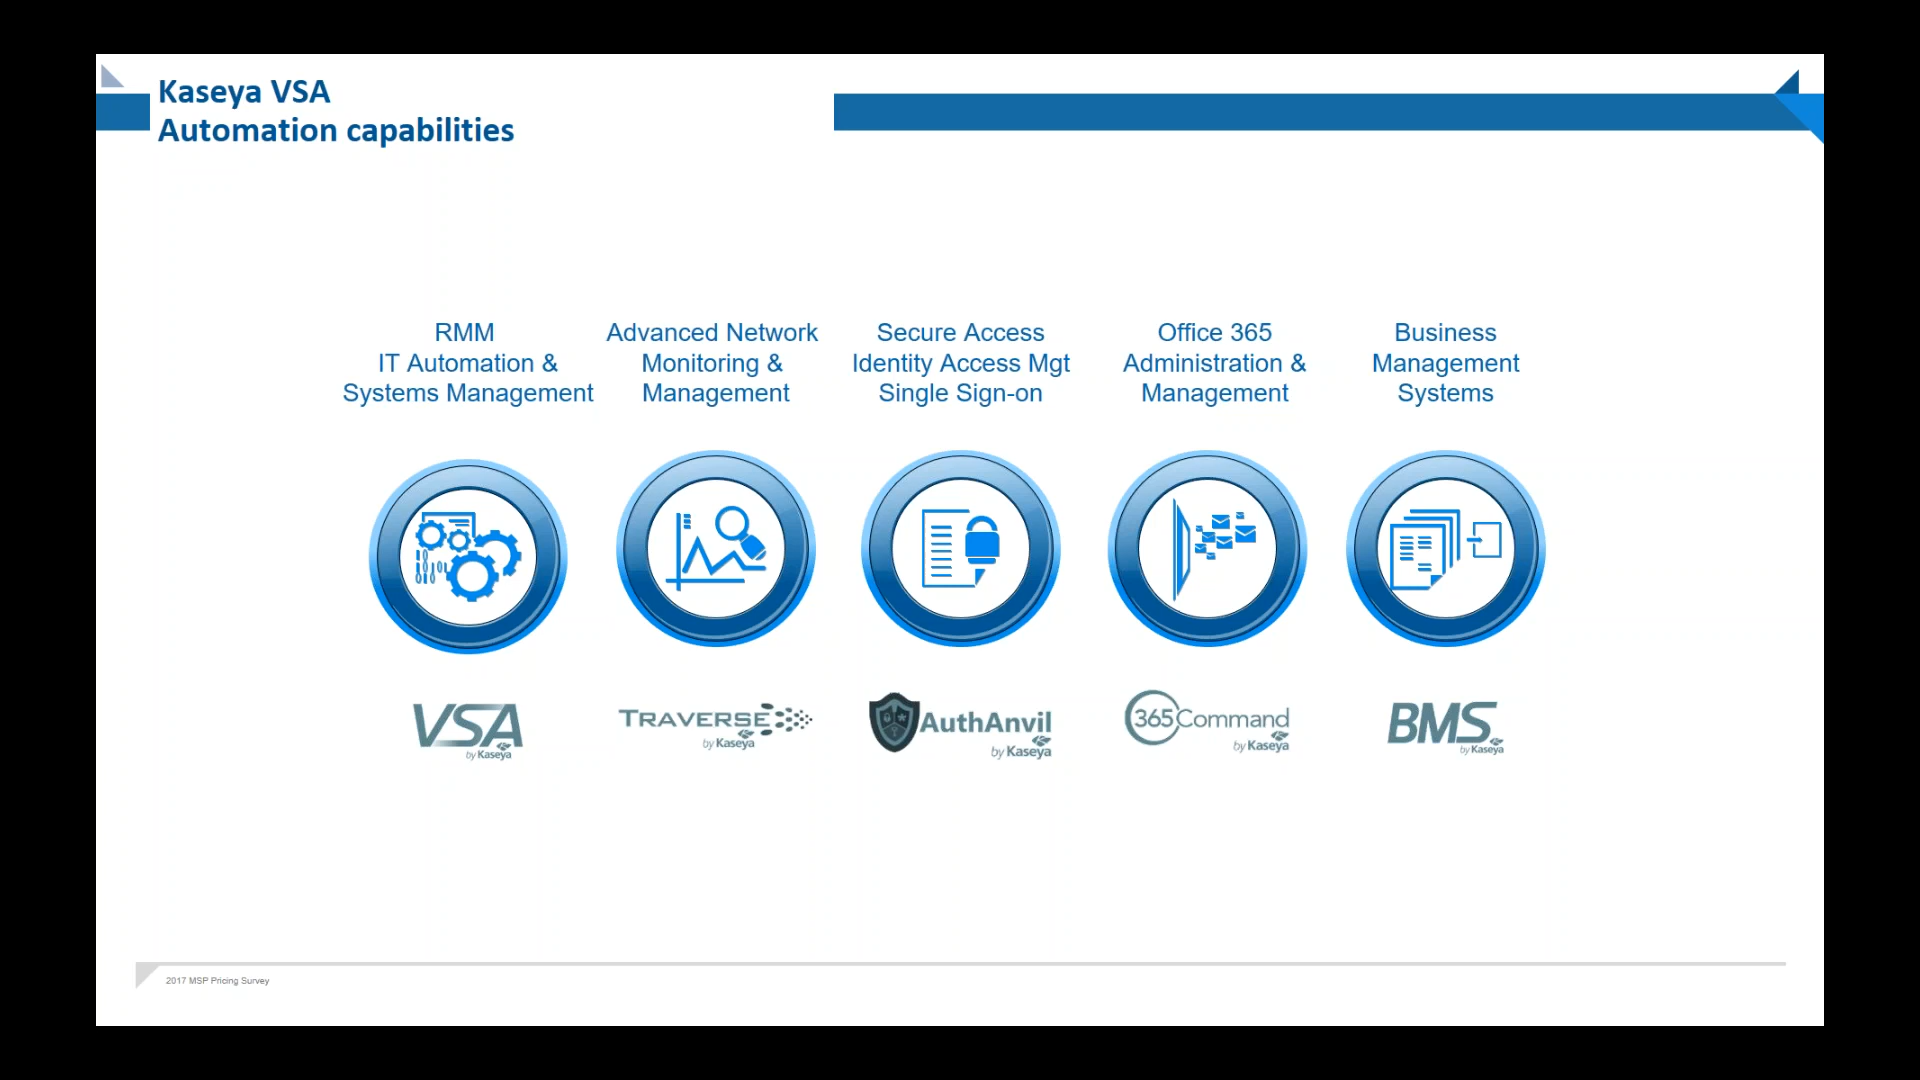 Kaseya VSA
Automation capabilities
RMM
IT Automation &
Systems Management
Advanced Network
Monitoring &
Management
Secure Access
Identity Access Mgt
Single Sign-on
Office 365
Administration &
Management
Business
Management
Systems
VSA
by Kaseya
TRAVERSE
by Kaseya
AuthAnvil
by Kaseya
365Command
by Kaseya
BMS
by Kaseya
2017 MSP Pricing Survey